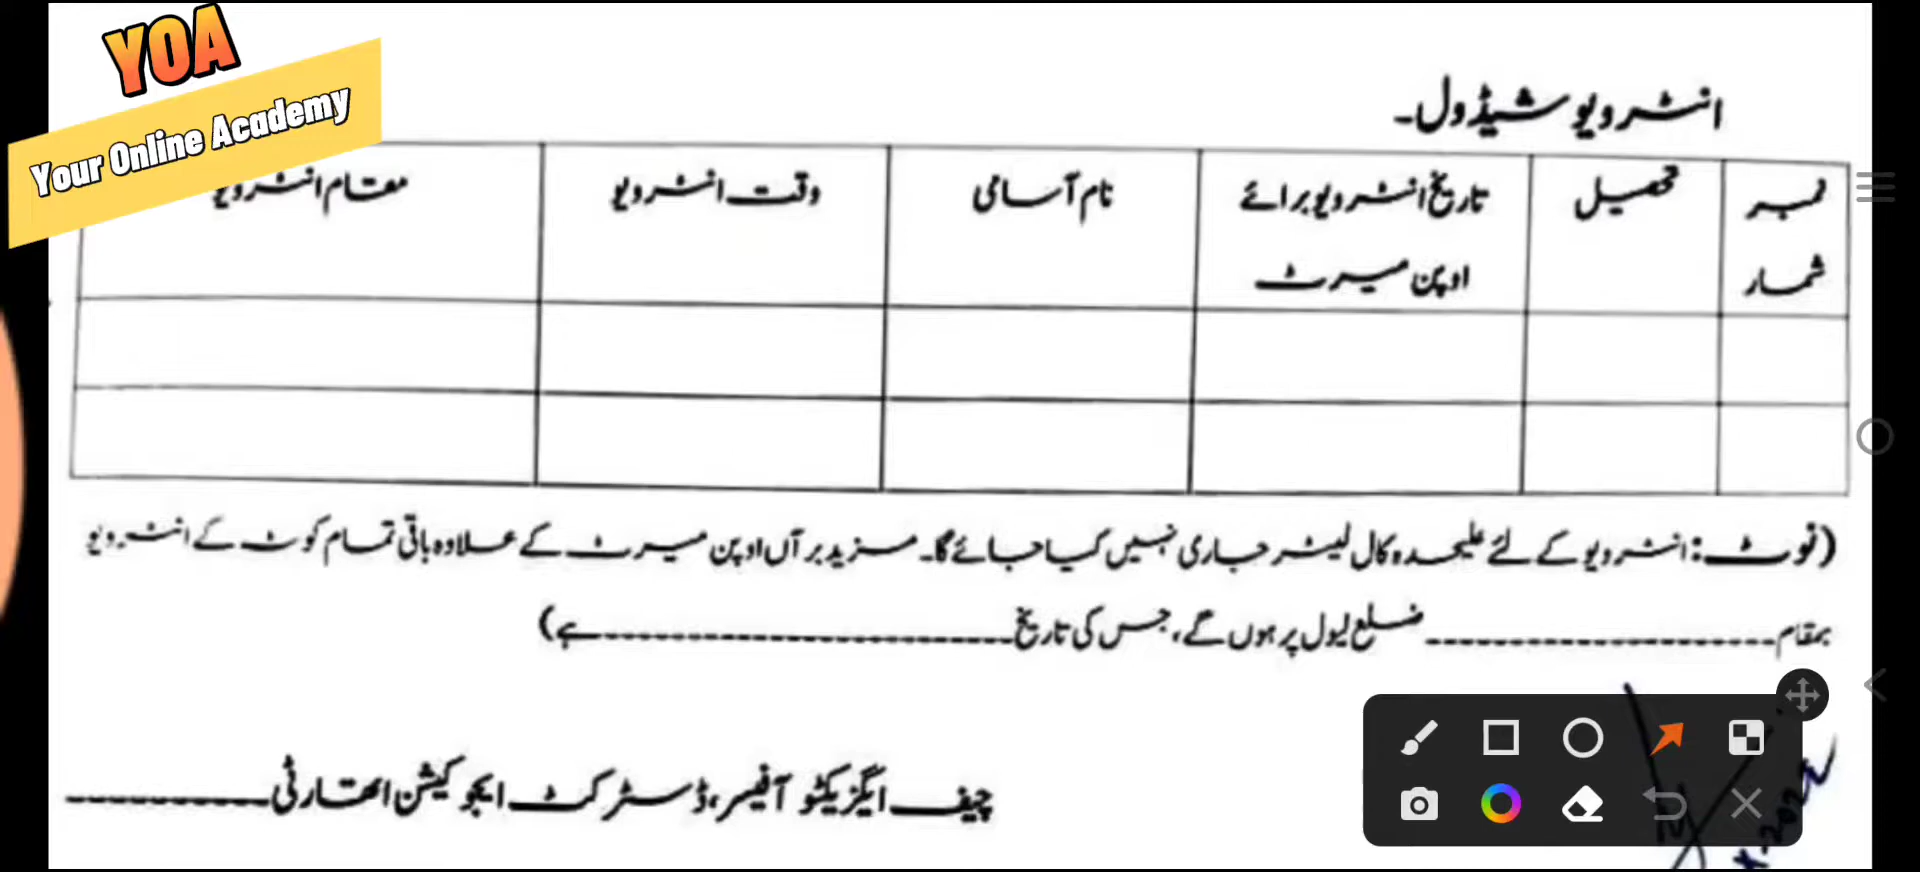 YOA
Your Online Academy
انٹرویو شیڈول۔
نمبر شمار
تحصیل
تاریخ انٹرویو برائے اوپن میرٹ
نام آسامی
وقت انٹرویو
مقام انٹرویو
(نوٹ: انٹرویو کے لئے علیحدہ کال لیٹر جاری نہیں کیا جائے گا۔ مزید برآں اوپن میرٹ کے علاوہ باقی تمام کوٹہ کے انٹرویو
بمقام---------------------ضلع لیول پر ہوں گے، جس کی تاریخ-------------------------ہے)
چیف ایگزیکٹو آفیسر، ڈسٹرکٹ ایجوکیشن اتھارٹی------------